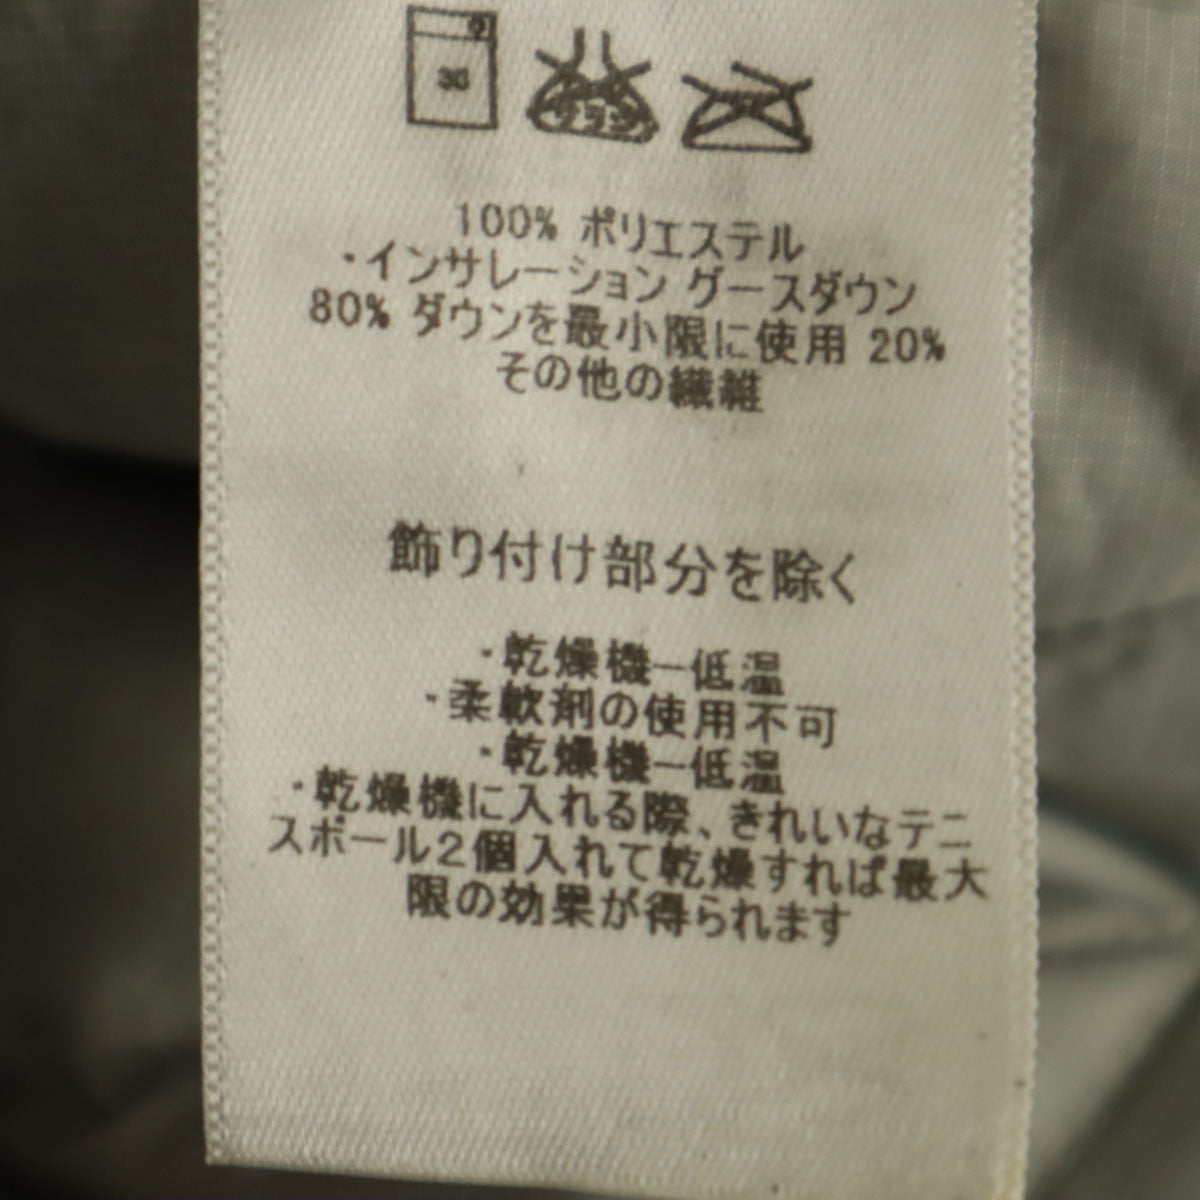 30
100% ポリエステル
・インサレーション グースダウン
80% ダウンを最小限に使用 20%
その他の繊維
飾り付け部分を除く
・乾燥機ー低温
・柔軟剤の使用不可
・乾燥機ー低温
・乾燥機に入れる際、きれいなテニ
スボール2個入れて乾燥すれば最大
限の効果が得られます